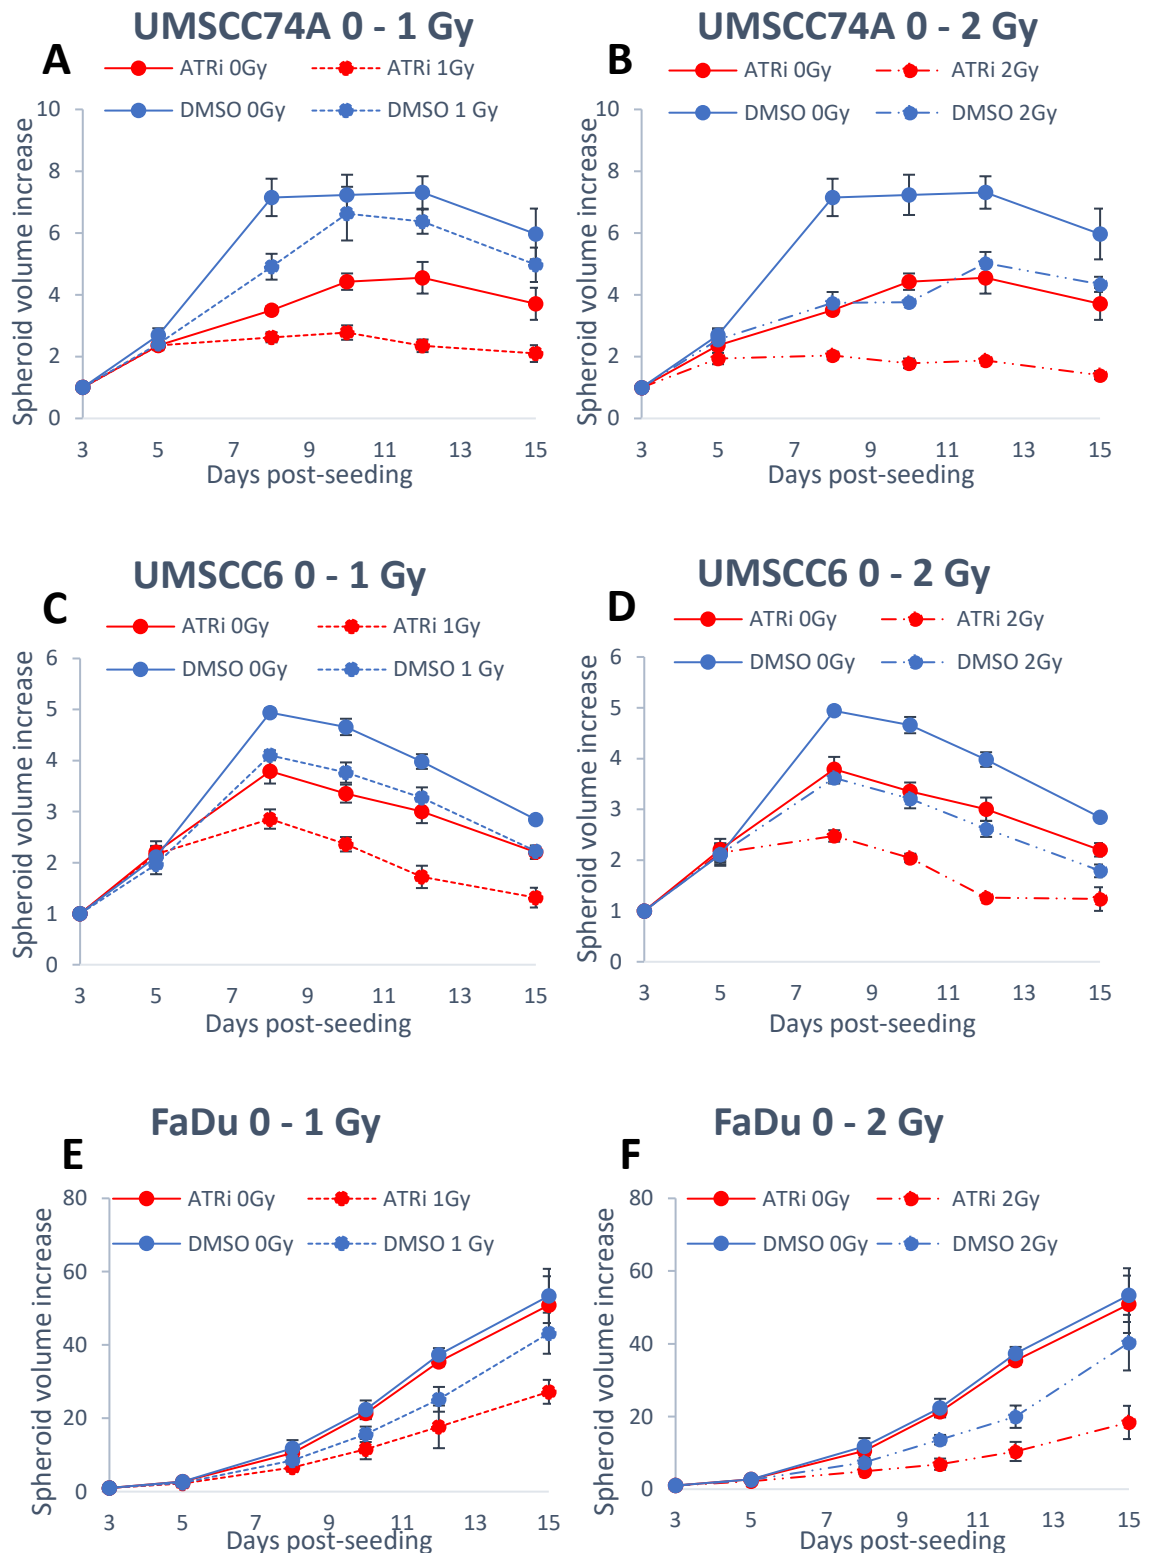 UMSCC74A 0 - 1 Gy
A
ATRi 0Gy
ATRi 1Gy
DMSO 0Gy
DMSO 1 Gy
Spheroid volume increase
10
8
6
4
2
0
3 5 7 9 11 13 15
Days post-seeding
UMSCC74A 0 - 2 Gy
B
ATRi 0Gy
ATRi 2Gy
DMSO 0Gy
DMSO 2Gy
Spheroid volume increase
10
8
6
4
2
0
3 5 7 9 11 13 15
Days post-seeding
UMSCC6 0 - 1 Gy
C
ATRi 0Gy
ATRi 1Gy
DMSO 0Gy
DMSO 1 Gy
Spheroid volume increase
6
5
4
3
2
1
0
3 5 7 9 11 13 15
Days post-seeding
UMSCC6 0 - 2 Gy
D
ATRi 0Gy
ATRi 2Gy
DMSO 0Gy
DMSO 2Gy
Spheroid volume increase
6
5
4
3
2
1
0
3 5 7 9 11 13 15
Days post-seeding
FaDu 0 - 1 Gy
E
ATRi 0Gy
ATRi 1Gy
DMSO 0Gy
DMSO 1 Gy
Spheroid volume increase
80
60
40
20
0
3 5 7 9 11 13 15
Days post-seeding
FaDu 0 - 2 Gy
F
ATRi 0Gy
ATRi 2Gy
DMSO 0Gy
DMSO 2Gy
Spheroid volume increase
80
60
40
20
0
3 5 7 9 11 13 15
Days post-seeding